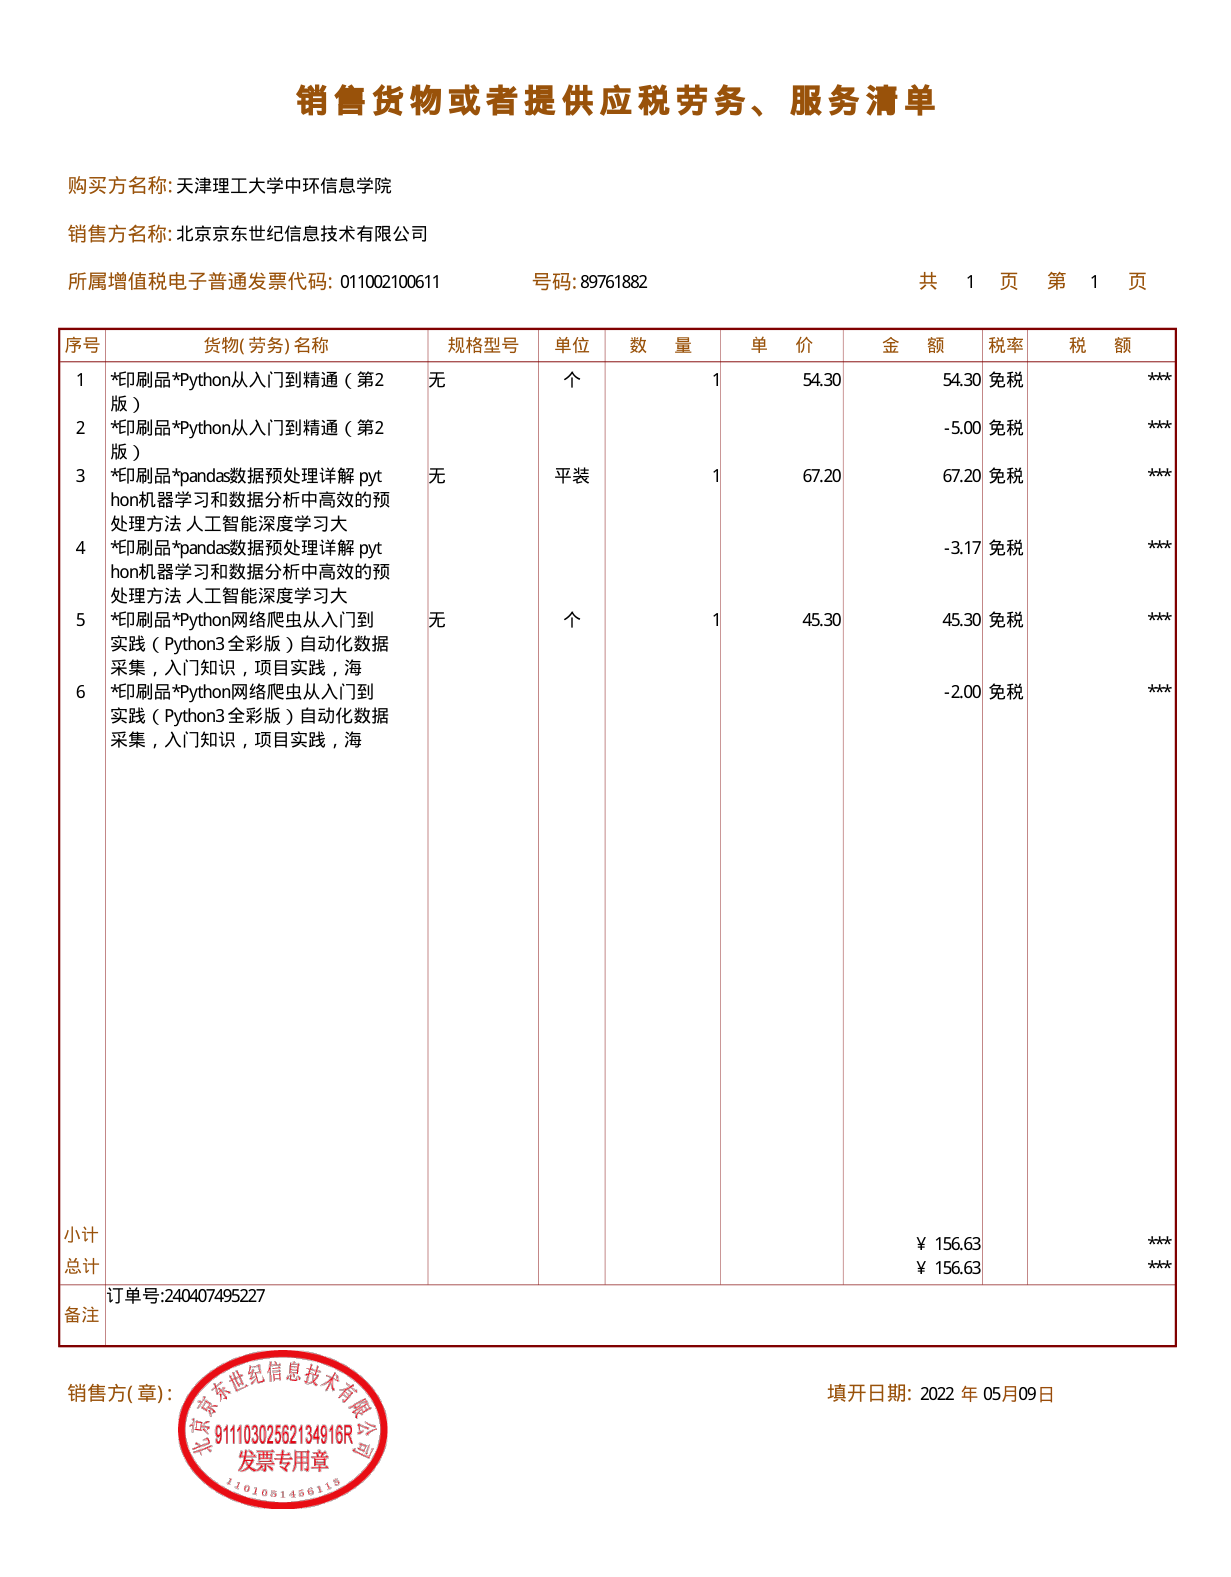 销售货物或者提供应税劳务、服务清单
购买方名称: 天津理工大学中环信息学院
销售方名称: 北京京东世纪信息技术有限公司
所属增值税电子普通发票代码: 011002100611 号码: 89761882 共 1 页 第 1 页
序号 货物(劳务)名称 规格型号 单位 数 量 单 价 金 额 税率 税 额
1 *印刷品*Python从入门到精通（第2 无 个 1 54.30 54.30 免税 ***
版）
2 *印刷品*Python从入门到精通（第2 -5.00 免税 ***
版）
3 *印刷品*pandas数据预处理详解 pyt 无 平装 1 67.20 67.20 免税 ***
hon机器学习和数据分析中高效的预
处理方法 人工智能深度学习大
4 *印刷品*pandas数据预处理详解 pyt -3.17 免税 ***
hon机器学习和数据分析中高效的预
处理方法 人工智能深度学习大
5 *印刷品*Python网络爬虫从入门到 无 个 1 45.30 45.30 免税 ***
实践（Python3 全彩版）自动化数据
采集，入门知识，项目实践，海
6 *印刷品*Python网络爬虫从入门到 -2.00 免税 ***
实践（Python3 全彩版）自动化数据
采集，入门知识，项目实践，海
小计 ¥ 156.63 ***
总计 ¥ 156.63 ***
备注 订单号:240407495227
销售方(章): 填开日期: 2022 年 05月09日
北京京东世纪信息技术有限公司
91110302562134916R
发票专用章
1101051456115